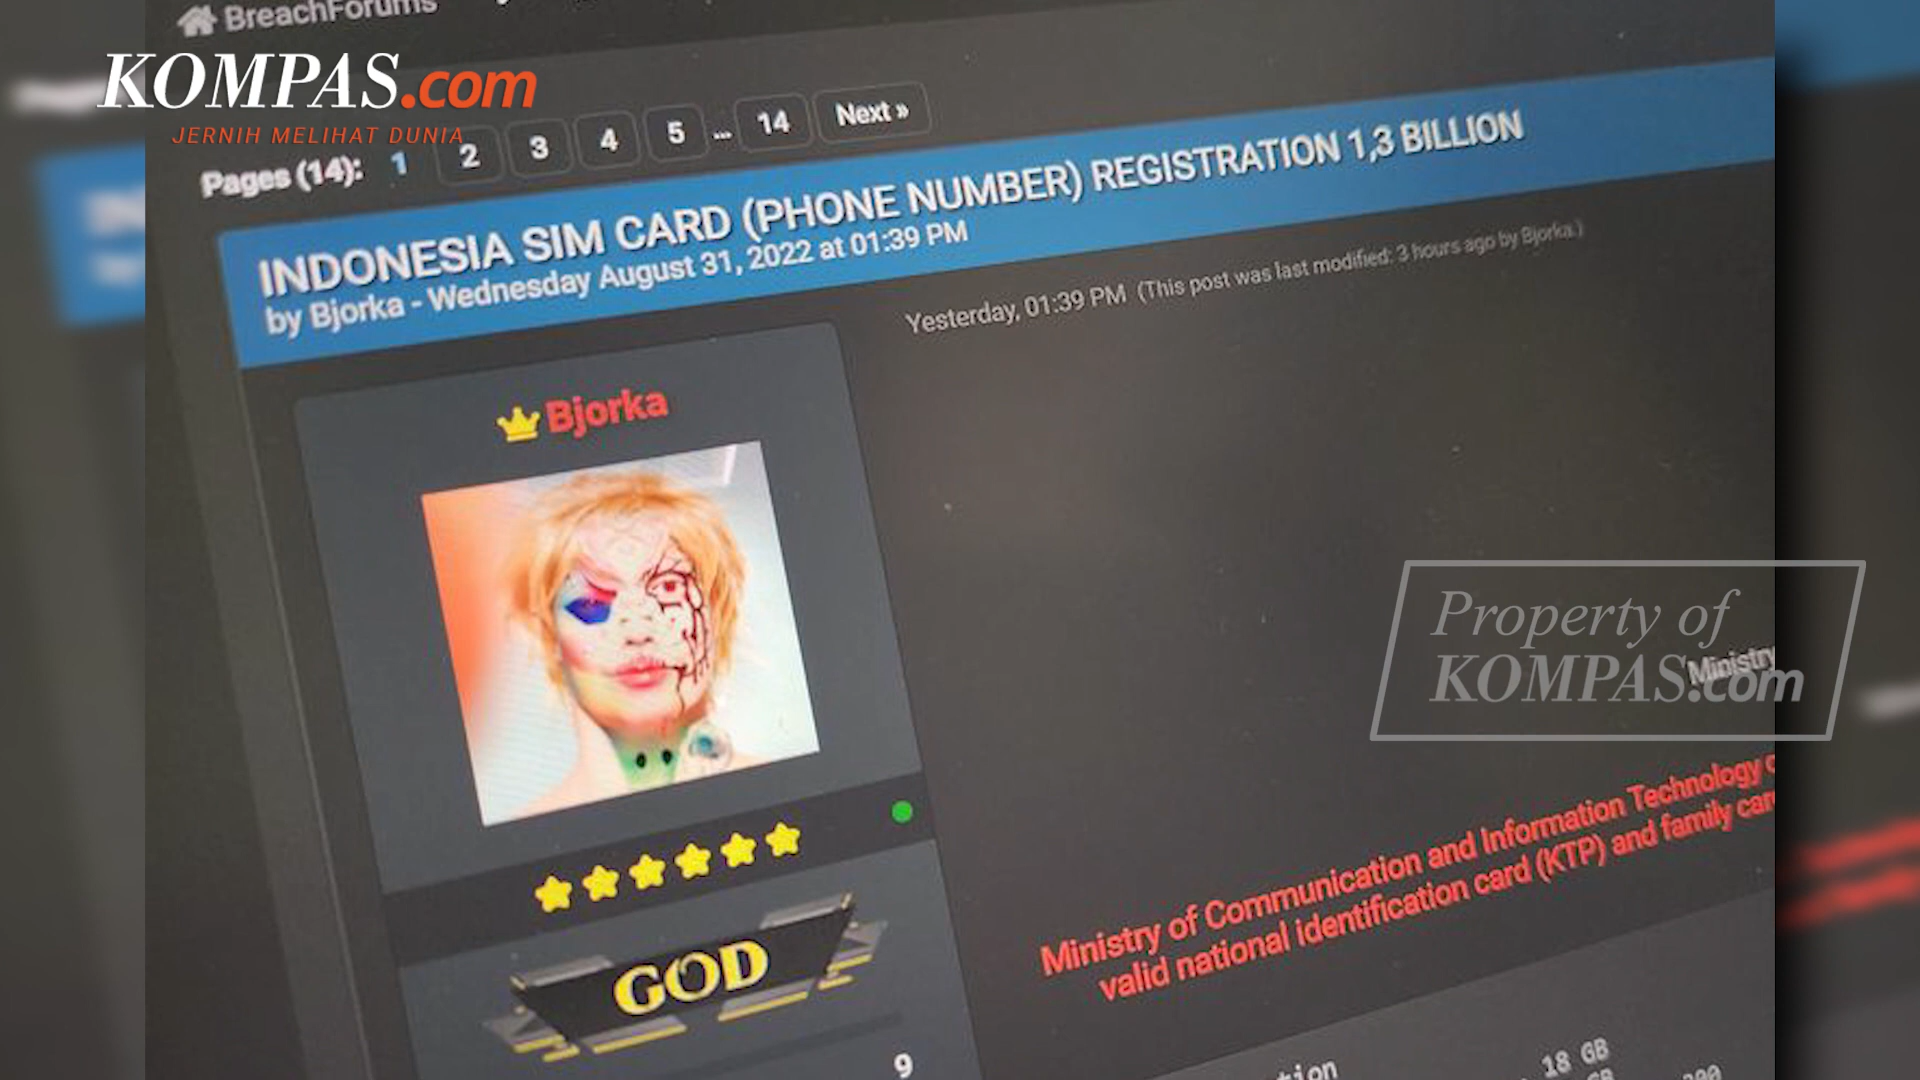 BreachForums
KOMPAS.com
JERNIH MELIHAT DUNIA
Pages (14): 1 2 3 4 5 ... 14 Next »
INDONESIA SIM CARD (PHONE NUMBER) REGISTRATION 1,3 BILLION
by Bjorka - Wednesday August 31, 2022 at 01:39 PM
Yesterday, 01:39 PM (This post was last modified: 3 hours ago by Bjorka.)
Bjorka
Property of
KOMPAS.com
Ministry
Ministry of Communication and Information Technology
valid national identification card (KTP) and family
GOD
9
18 GB
GB